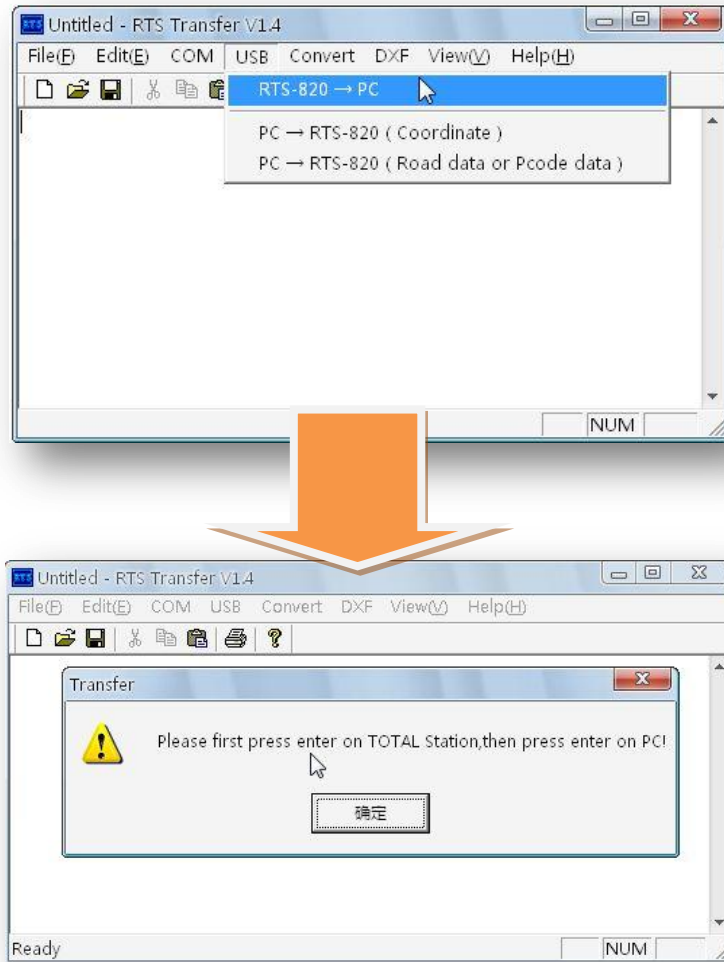 RTS Untitled - RTS Transfer V1.4
File(F) Edit(E) COM USB Convert DXF View(V) Help(H)
RTS-820 → PC
PC → RTS-820 ( Coordinate )
PC → RTS-820 ( Road data or Pcode data )
NUM
RTS Untitled - RTS Transfer V1.4
File(F) Edit(E) COM USB Convert DXF View(V) Help(H)
Transfer
Please first press enter on TOTAL Station,then press enter on PC!
确定
Ready NUM